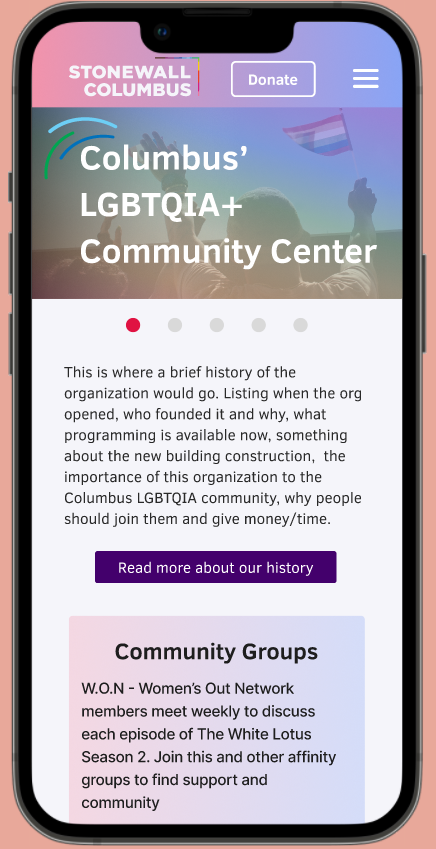 STONEWALL
COLUMBUS
Donate
Columbus’
LGBTQIA+
Community Center
This is where a brief history of the
organization would go. Listing when the org
opened, who founded it and why, what
programming is available now, something
about the new building construction,  the
importance of this organization to the
Columbus LGBTQIA community, why people
should join them and give money/time.
Read more about our history
Community Groups
W.O.N - Women’s Out Network
members meet weekly to discuss
each episode of The White Lotus
Season 2. Join this and other affinity
groups to find support and
community